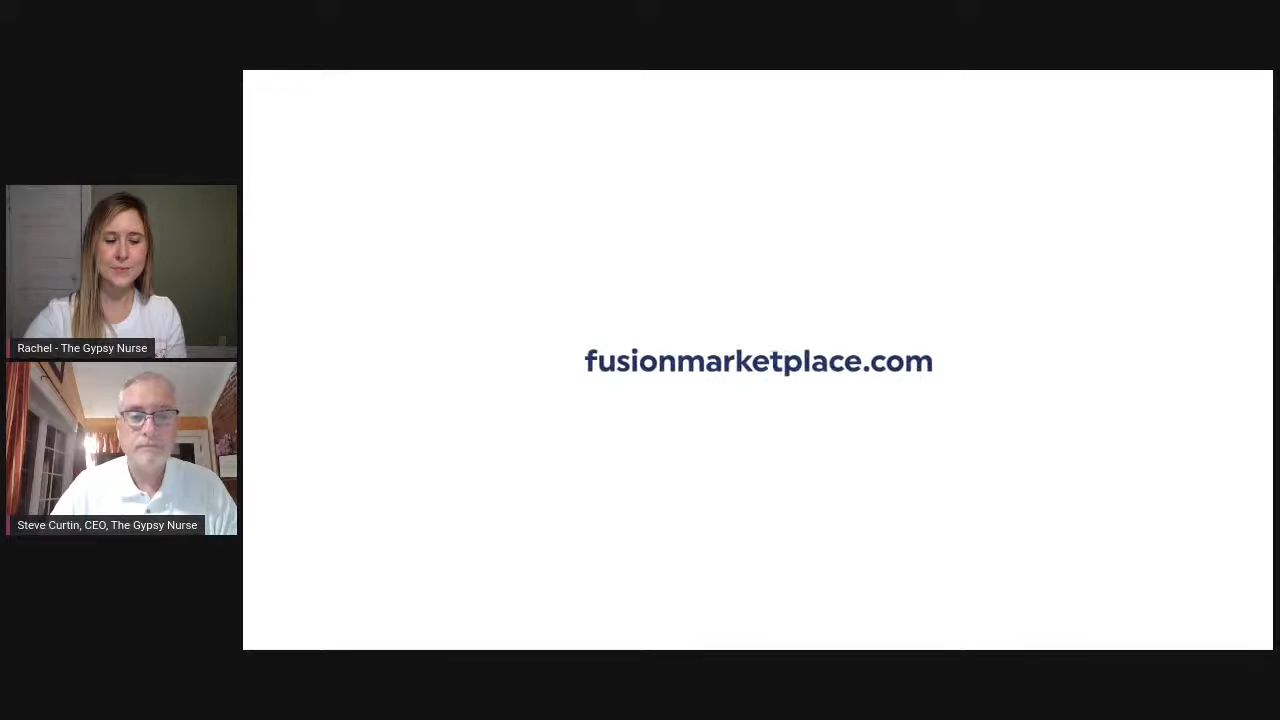 Rachel - The Gypsy Nurse
Steve Curtin, CEO, The Gypsy Nurse
fusionmarketplace.com